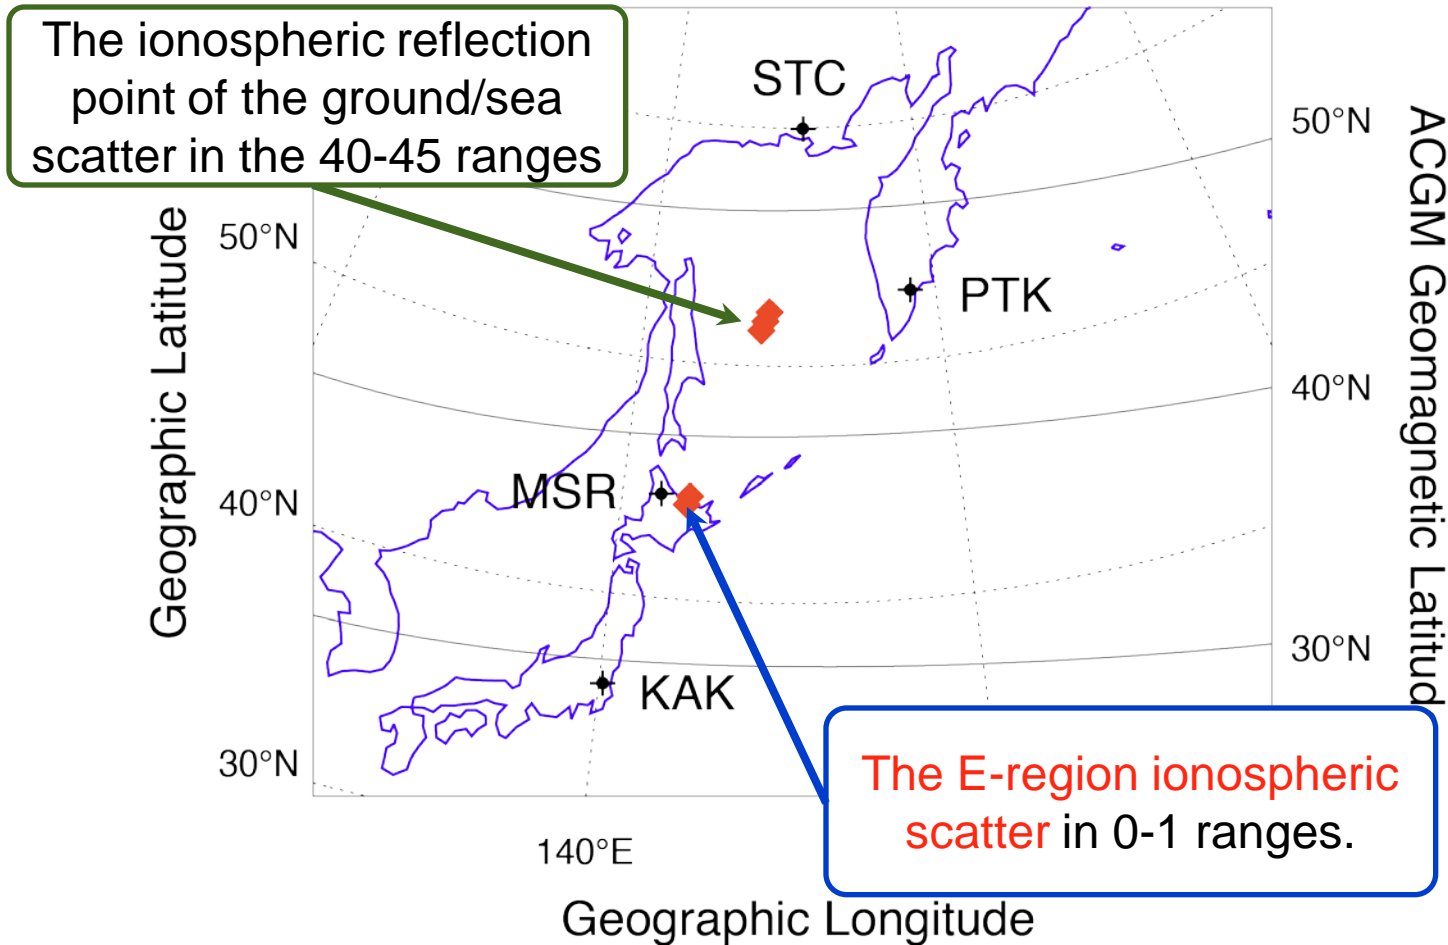 The ionospheric reflection
point of the ground/sea
scatter in the 40-45 ranges
STC
50°N
50°N
PTK
40°N
MSR
40°N
30°N
KAK
30°N
The E-region ionospheric
scatter in 0-1 ranges.
140°E
Geographic Longitude
Geographic Latitude
ACGM Geomagnetic Latitud